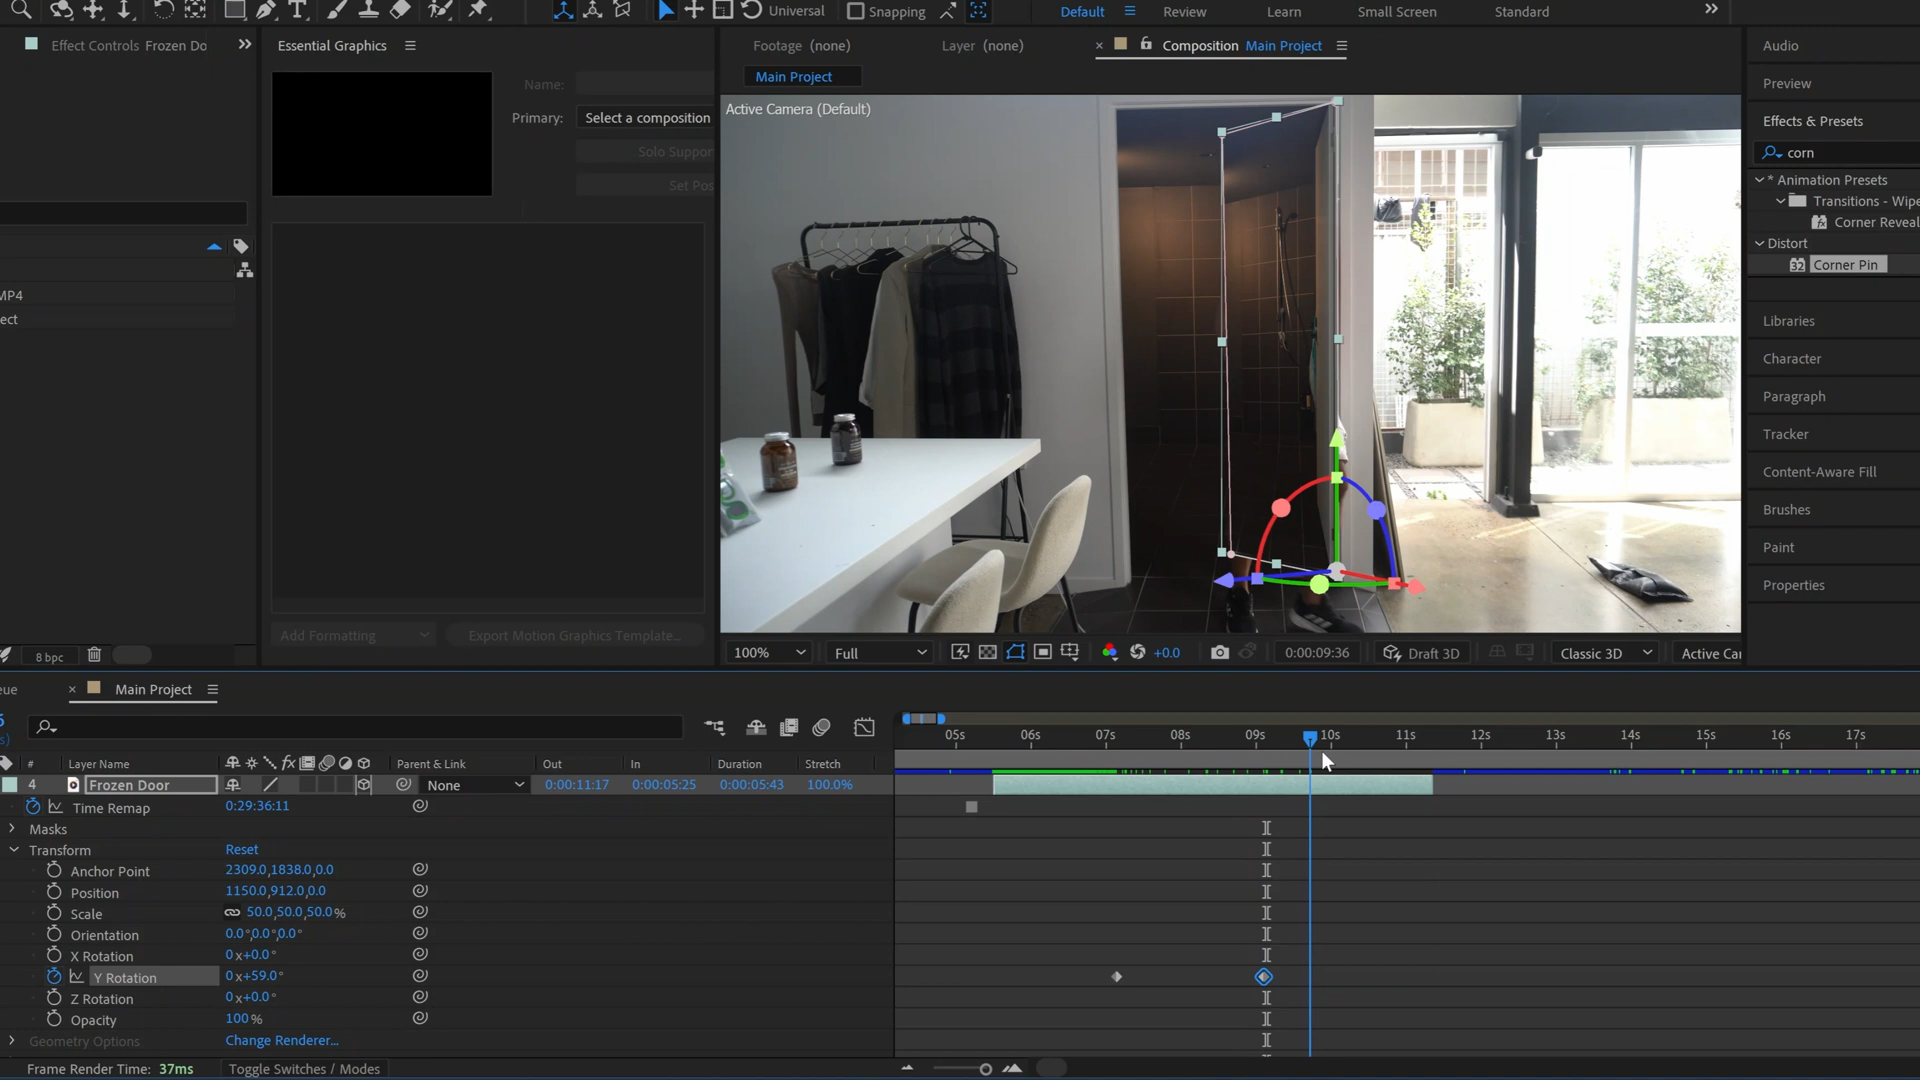 Universal
Snapping
Default
Review
Learn
Small Screen
Standard
Effect Controls Frozen Do
Essential Graphics
Footage (none)
Layer (none)
Composition Main Project
Audio
Main Project
Name:
Preview
Active Camera (Default)
Primary:
Select a composition
Effects & Presets
Solo Suppor
corn
* Animation Presets
Set Pos
Transitions - Wipe
Corner Reveal
Distort
32 Corner Pin
MP4
ect
Libraries
Character
Paragraph
Tracker
Content-Aware Fill
Brushes
Paint
Properties
Add Formatting
Export Motion Graphics Template...
8 bpc
100%
Full
+0.0
0:00:09:36
Draft 3D
Classic 3D
Active Ca
ue
Main Project
05s 06s 07s 08s 09s 10s 11s 12s 13s 14s 15s 16s 17s
# Layer Name
fx
Parent & Link
Out
In
Duration
Stretch
4 Frozen Door
None
0:00:11:17 0:00:05:25 0:00:05:43 100.0%
Time Remap 0:29:36:11
Masks
Transform Reset
Anchor Point 2309.0,1838.0,0.0
Position 1150.0,912.0,0.0
Scale 50.0,50.0,50.0%
Orientation 0.0°,0.0°,0.0°
X Rotation 0x+0.0°
Y Rotation 0x+59.0°
Z Rotation 0x+0.0°
Opacity 100%
Geometry Options Change Renderer...
Frame Render Time: 37ms
Toggle Switches / Modes